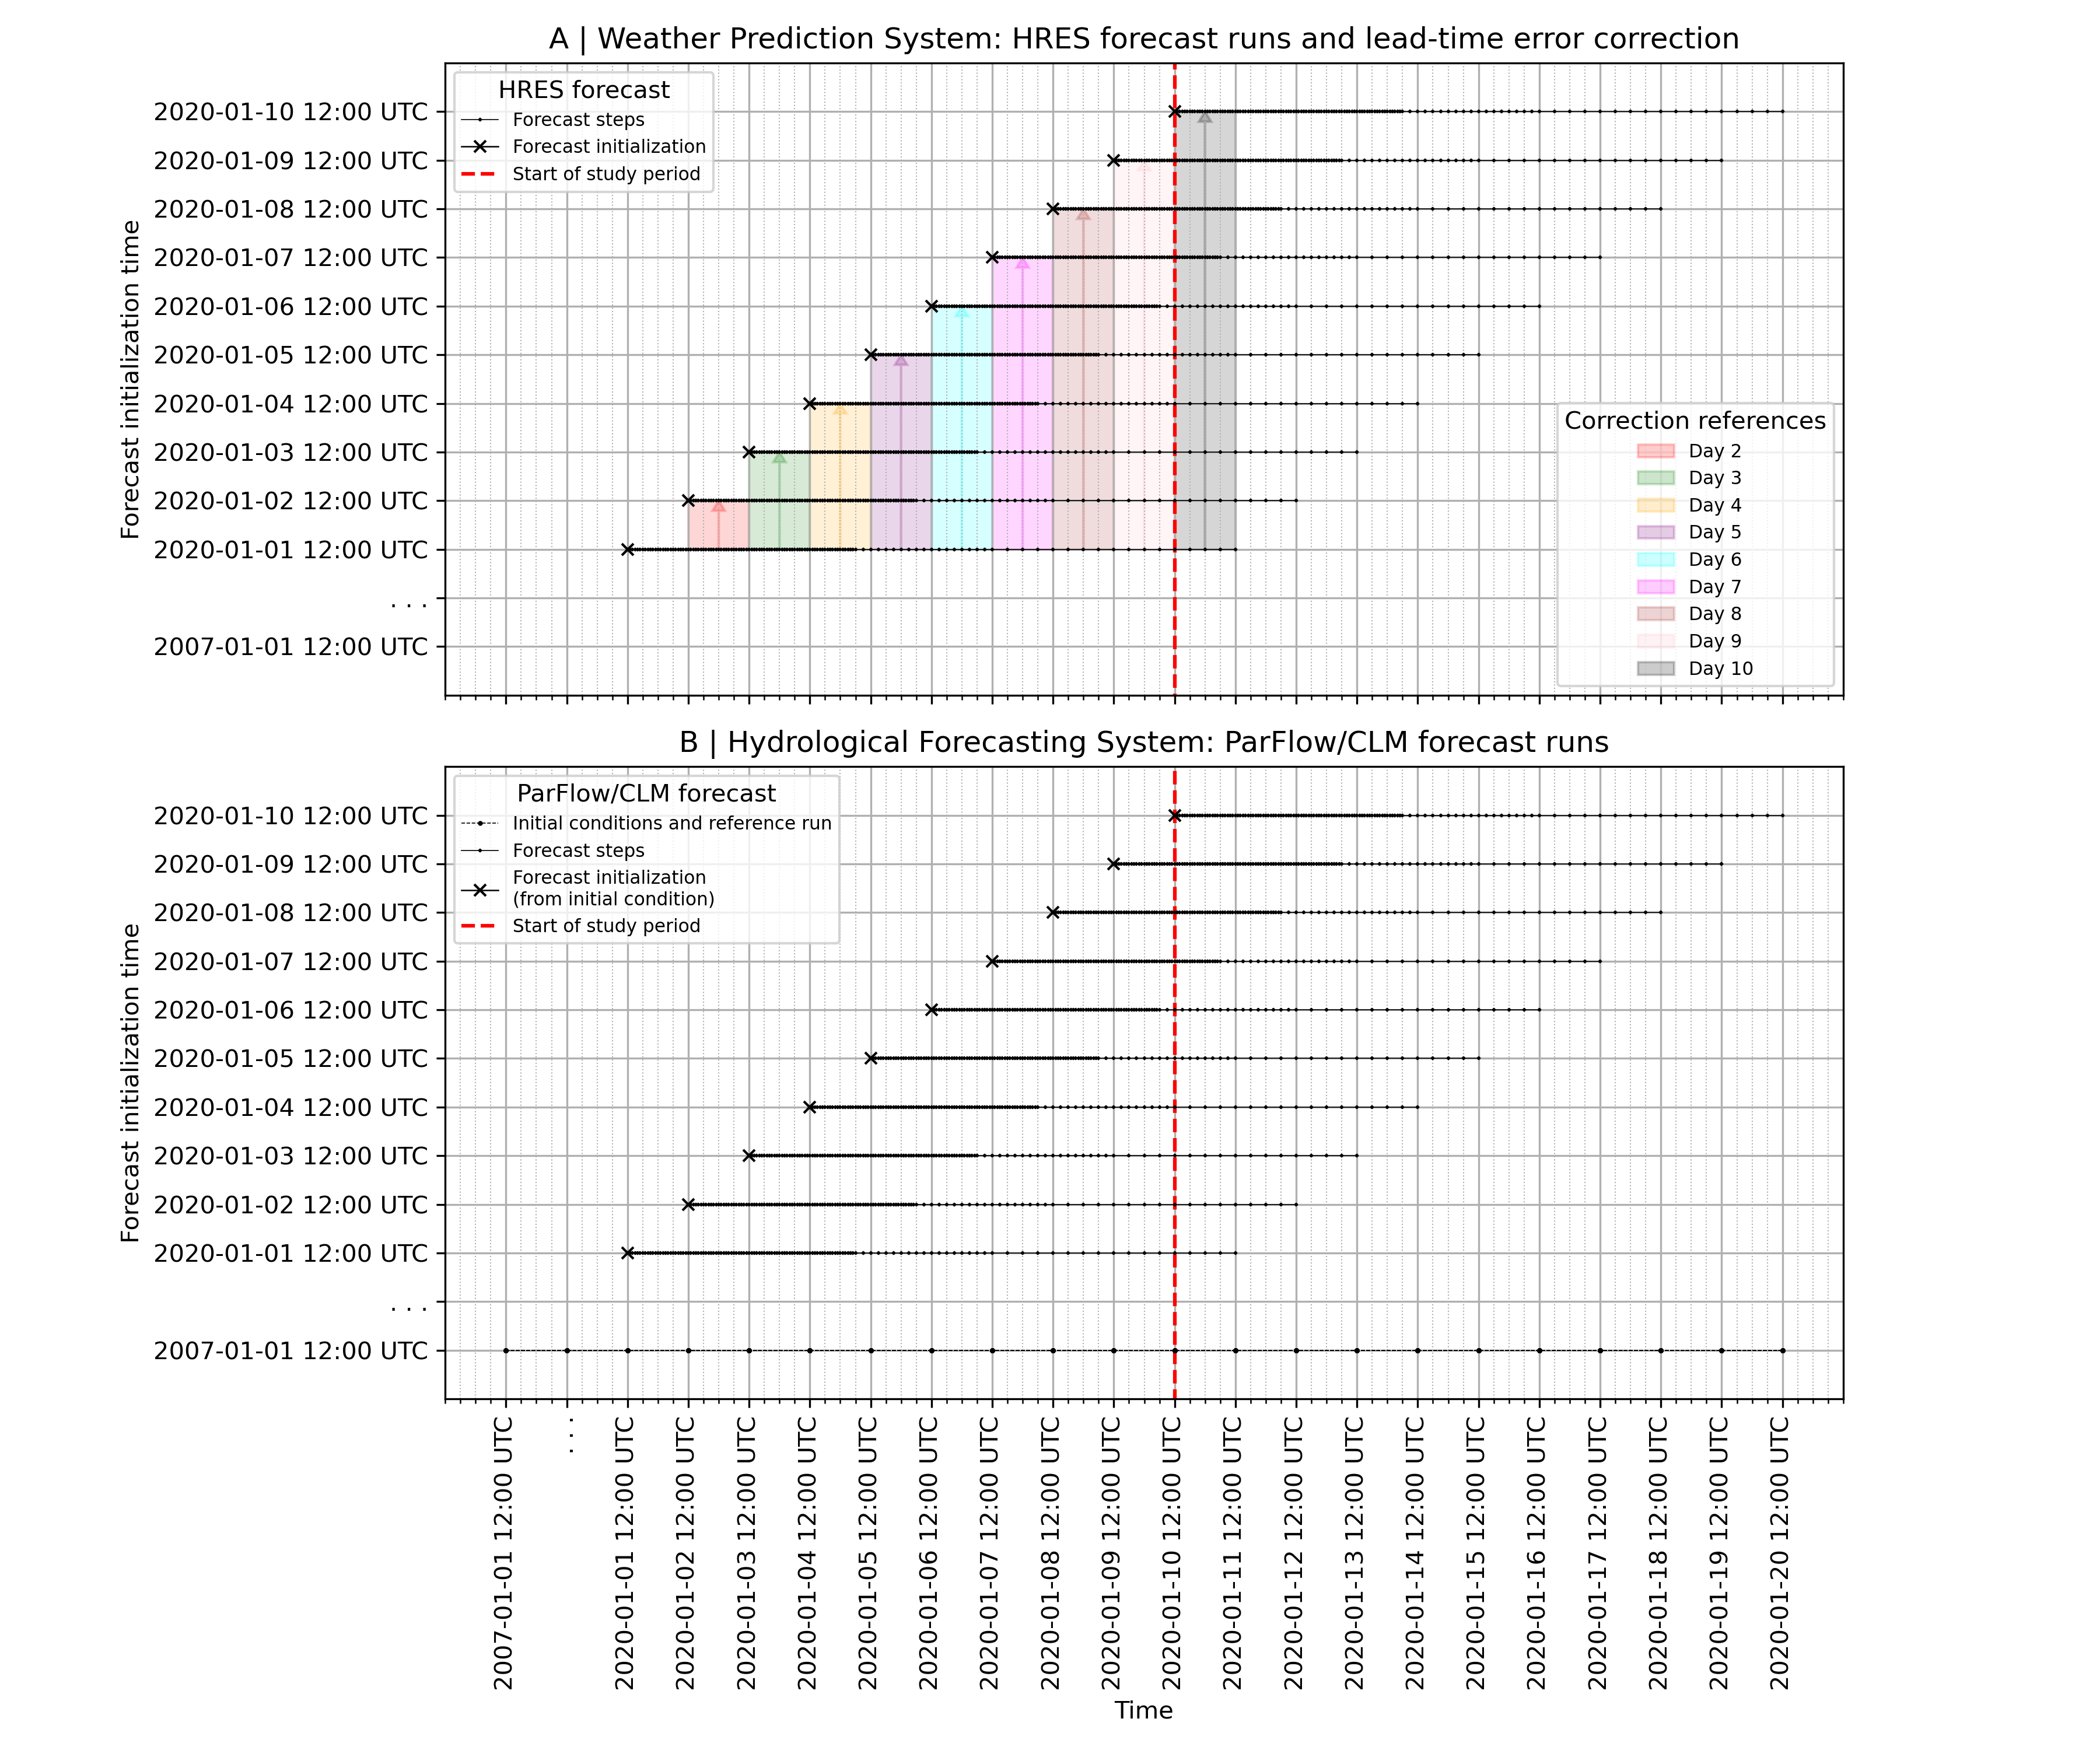 A | Weather Prediction System: HRES forecast runs and lead-time error correction
Forecast initialization time
2020-01-10 12:00 UTC
2020-01-09 12:00 UTC
2020-01-08 12:00 UTC
2020-01-07 12:00 UTC
2020-01-06 12:00 UTC
2020-01-05 12:00 UTC
2020-01-04 12:00 UTC
2020-01-03 12:00 UTC
2020-01-02 12:00 UTC
2020-01-01 12:00 UTC
. . .
2007-01-01 12:00 UTC
HRES forecast
Forecast steps
Forecast initialization
Start of study period
Correction references
Day 2
Day 3
Day 4
Day 5
Day 6
Day 7
Day 8
Day 9
Day 10
B | Hydrological Forecasting System: ParFlow/CLM forecast runs
Forecast initialization time
2020-01-10 12:00 UTC
2020-01-09 12:00 UTC
2020-01-08 12:00 UTC
2020-01-07 12:00 UTC
2020-01-06 12:00 UTC
2020-01-05 12:00 UTC
2020-01-04 12:00 UTC
2020-01-03 12:00 UTC
2020-01-02 12:00 UTC
2020-01-01 12:00 UTC
. . .
2007-01-01 12:00 UTC
ParFlow/CLM forecast
Initial conditions and reference run
Forecast steps
Forecast initialization
(from initial condition)
Start of study period
2007-01-01 12:00 UTC
. . .
2020-01-01 12:00 UTC
2020-01-02 12:00 UTC
2020-01-03 12:00 UTC
2020-01-04 12:00 UTC
2020-01-05 12:00 UTC
2020-01-06 12:00 UTC
2020-01-07 12:00 UTC
2020-01-08 12:00 UTC
2020-01-09 12:00 UTC
2020-01-10 12:00 UTC
2020-01-11 12:00 UTC
2020-01-12 12:00 UTC
2020-01-13 12:00 UTC
2020-01-14 12:00 UTC
2020-01-15 12:00 UTC
2020-01-16 12:00 UTC
2020-01-17 12:00 UTC
2020-01-18 12:00 UTC
2020-01-19 12:00 UTC
2020-01-20 12:00 UTC
Time